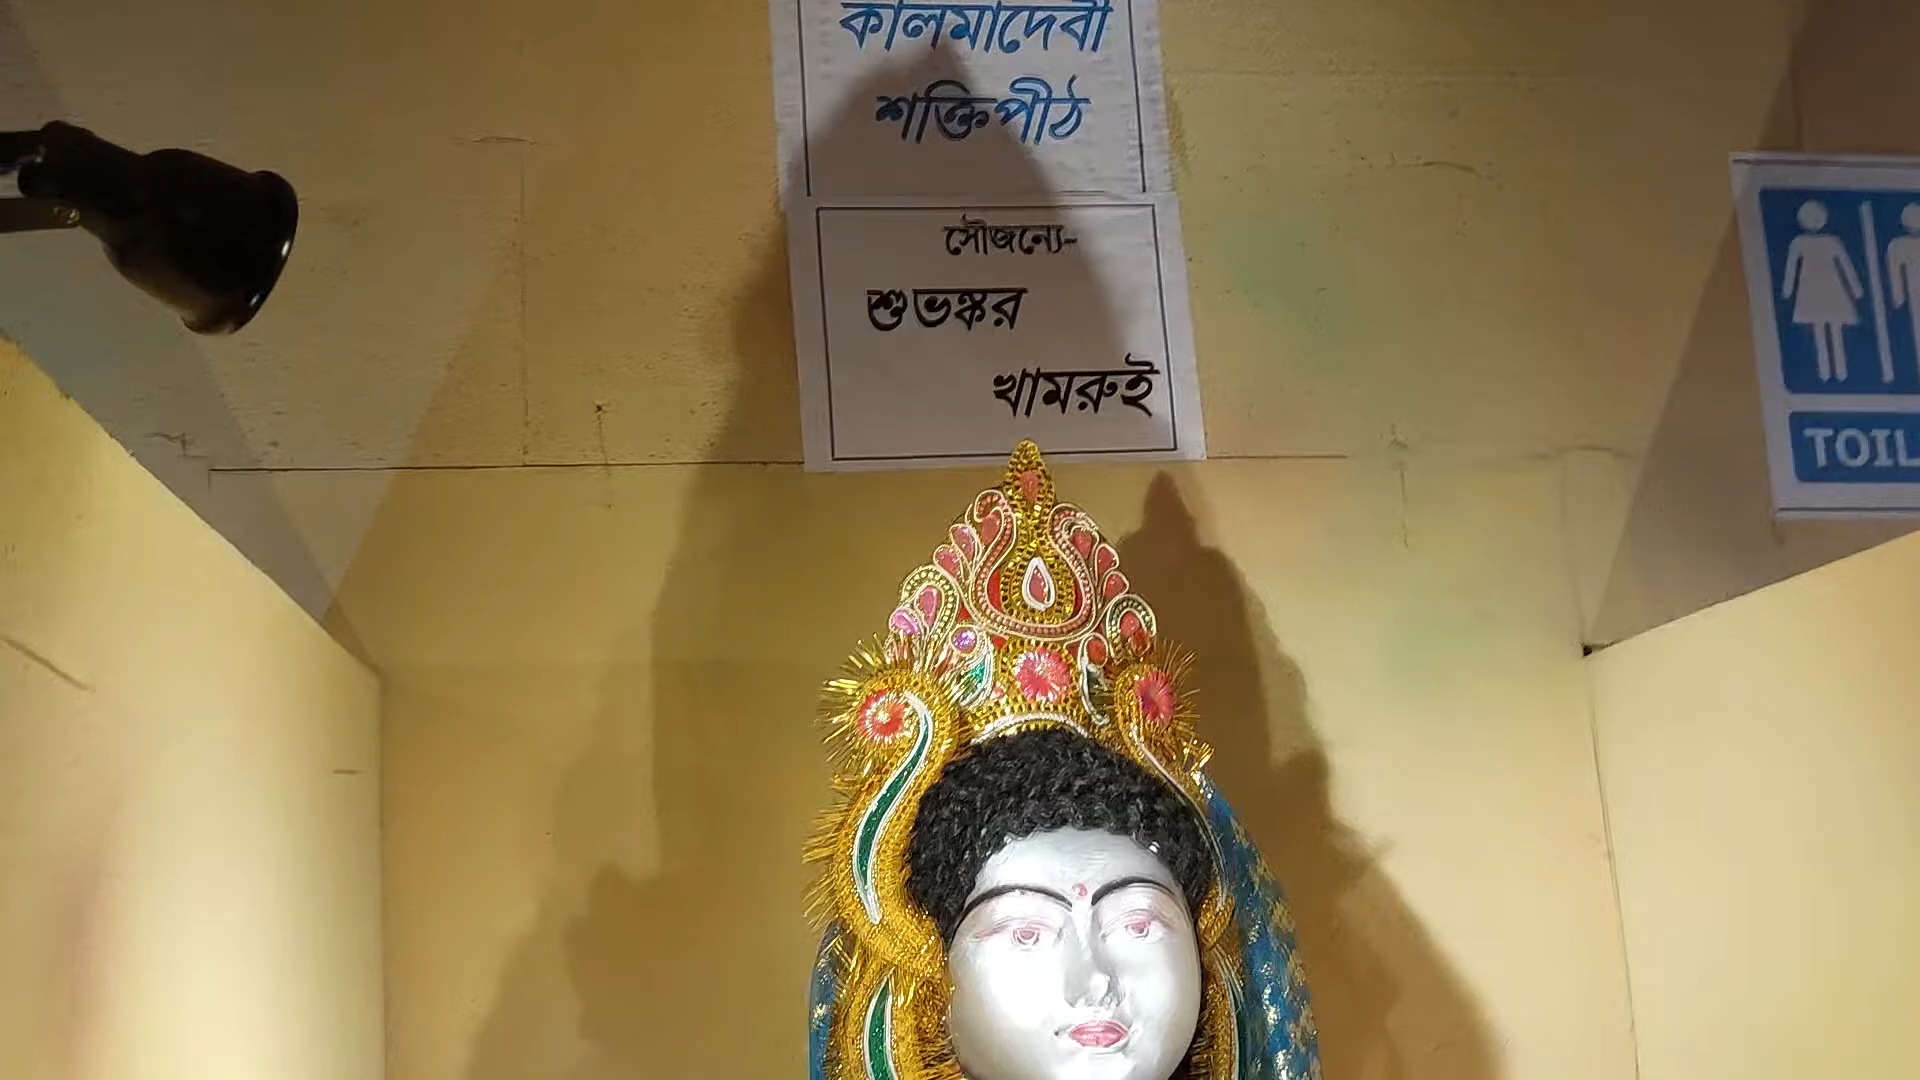 কালমাদেবী
শক্তিপীঠ
সৌজন্যে-
শুভঙ্কর
খামরুই
TOIL